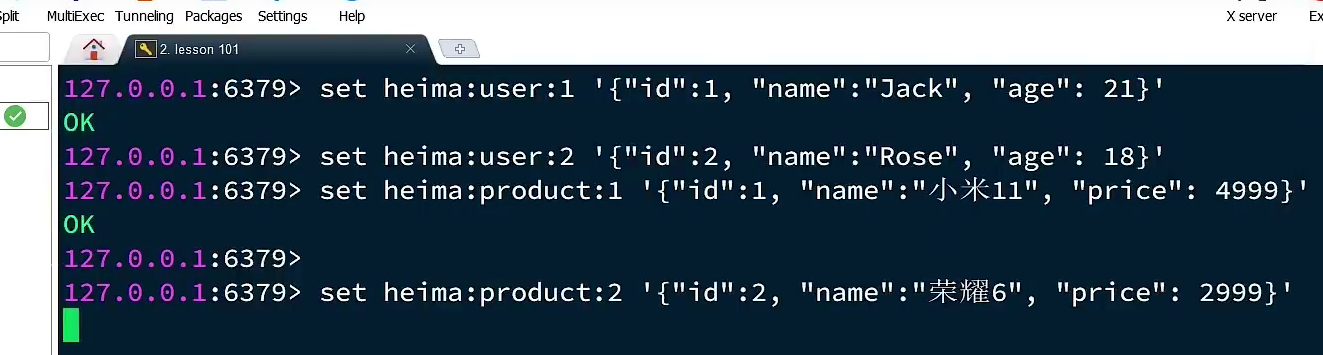 Split MultiExec Tunneling Packages Settings Help X server Ex
2. lesson 101
127.0.0.1:6379> set heima:user:1 '{"id":1, "name":"Jack", "age": 21}'
OK
127.0.0.1:6379> set heima:user:2 '{"id":2, "name":"Rose", "age": 18}'
127.0.0.1:6379> set heima:product:1 '{"id":1, "name":"小米11", "price": 4999}'
OK
127.0.0.1:6379>
127.0.0.1:6379> set heima:product:2 '{"id":2, "name":"荣耀6", "price": 2999}'